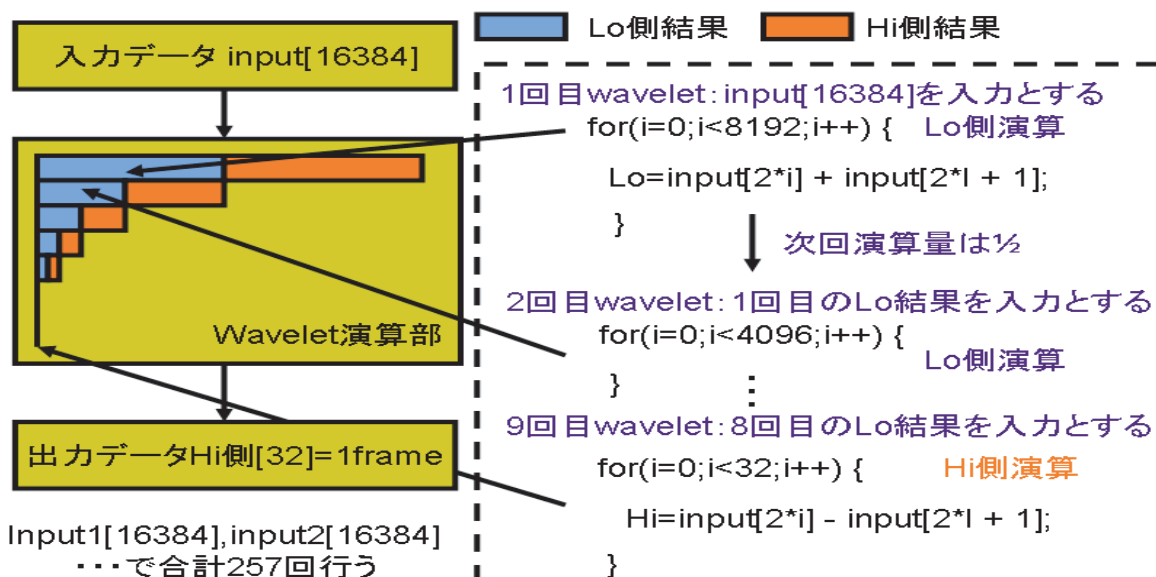 Lo側結果
Hi側結果
入力データ input[16384]
Wavelet演算部
出力データHi側[32]=1frame
Input1[16384],input2[16384]
・・・で合計257回行う
1回目wavelet:input[16384]を入力とする
for(i=0;i<8192;i++) { Lo側演算
Lo=input[2*i] + input[2*I + 1];
}
次回演算量は½
2回目wavelet:1回目のLo結果を入力とする
for(i=0;i<4096;i++) {
Lo側演算
}
⋮
9回目wavelet:8回目のLo結果を入力とする
for(i=0;i<32;i++) { Hi側演算
Hi=input[2*i] - input[2*I + 1];
}